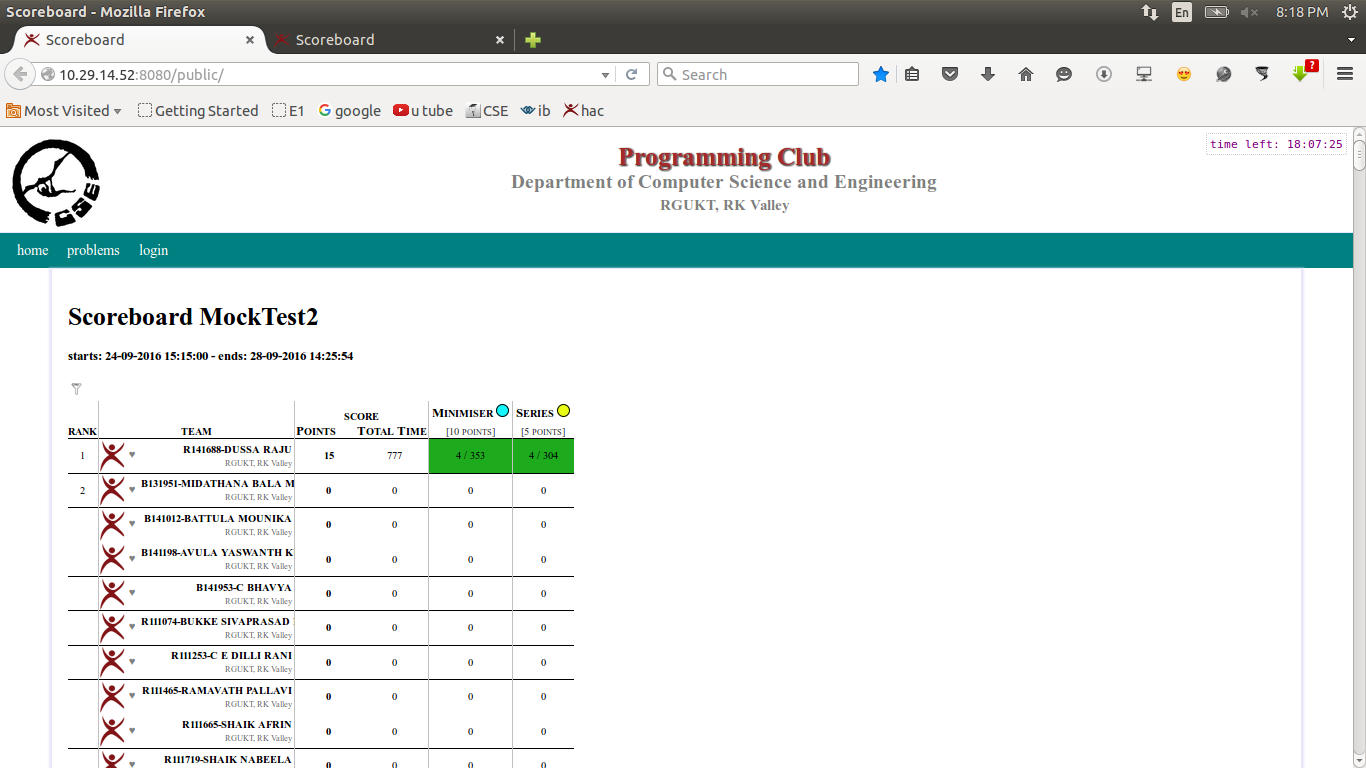 Scoreboard - Mozilla Firefox
En
8:18 PM
Scoreboard
Scoreboard
10.29.14.52:8080/public/
Search
?
Most Visited
Getting Started
E1
google
u tube
CSE
ib
hac
time left: 18:07:25
CSE
Programming Club
Department of Computer Science and Engineering
RGUKT, RK Valley
home problems login
Scoreboard MockTest2
starts: 24-09-2016 15:15:00 - ends: 28-09-2016 14:25:54
RANK TEAM SCORE MINIMISER SERIES
POINTS TOTAL TIME [10 POINTS] [5 POINTS]
1 R141688-DUSSA RAJU 15 777 4 / 353 4 / 304
RGUKT, RK Valley
2 B131951-MIDATHANA BALA M 0 0 0 0
RGUKT, RK Valley
B141012-BATTULA MOUNIKA 0 0 0 0
RGUKT, RK Valley
B141198-AVULA YASWANTH K 0 0 0 0
RGUKT, RK Valley
B141953-C BHAVYA 0 0 0 0
RGUKT, RK Valley
R111074-BUKKE SIVAPRASAD 0 0 0 0
RGUKT, RK Valley
R111253-C E DILLI RANI 0 0 0 0
RGUKT, RK Valley
R111465-RAMAVATH PALLAVI 0 0 0 0
RGUKT, RK Valley
R111665-SHAIK AFRIN 0 0 0 0
RGUKT, RK Valley
R111719-SHAIK NABEELA 0 0 0 0